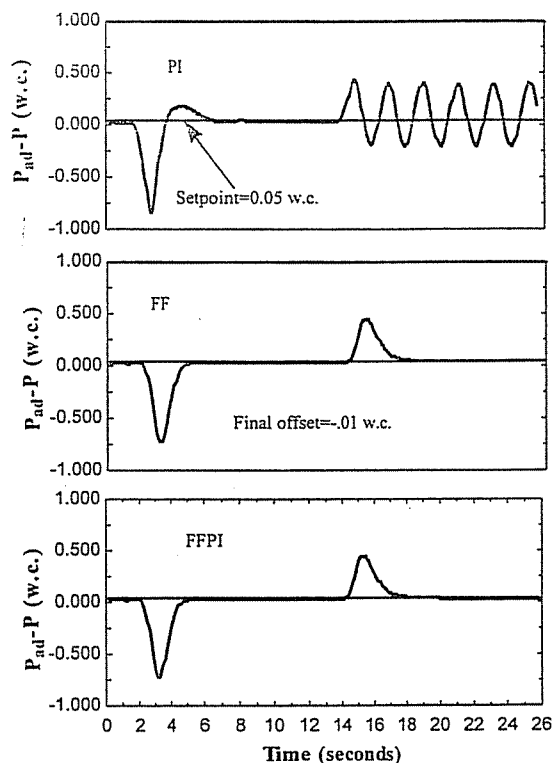 1.000
PI
0.500
0.000
-0.500
-1.000
P_ad-P (w.c.)
Setpoint=0.05 w.c.
1.000
FF
0.500
0.000
-0.500
-1.000
P_ad-P (w.c.)
Final offset=-.01 w.c.
1.000
FFPI
0.500
0.000
-0.500
-1.000
P_ad-P (w.c.)
0 2 4 6 8 10 12 14 16 18 20 22 24 26
Time (seconds)